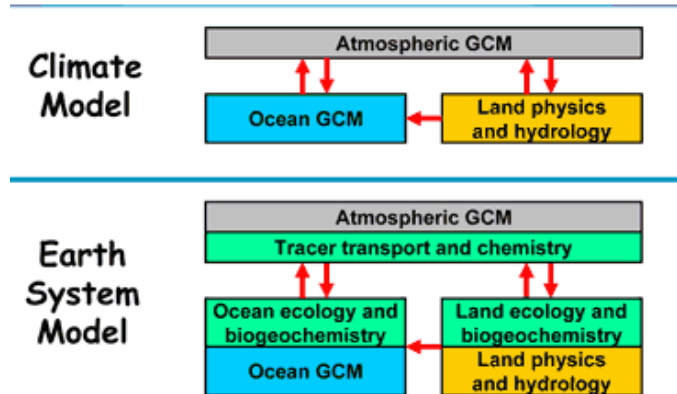 Climate
Model
Atmospheric GCM
Ocean GCM
Land physics
and hydrology
Earth
System
Model
Atmospheric GCM
Tracer transport and chemistry
Ocean ecology and
biogeochemistry
Land ecology and
biogeochemistry
Ocean GCM
Land physics
and hydrology